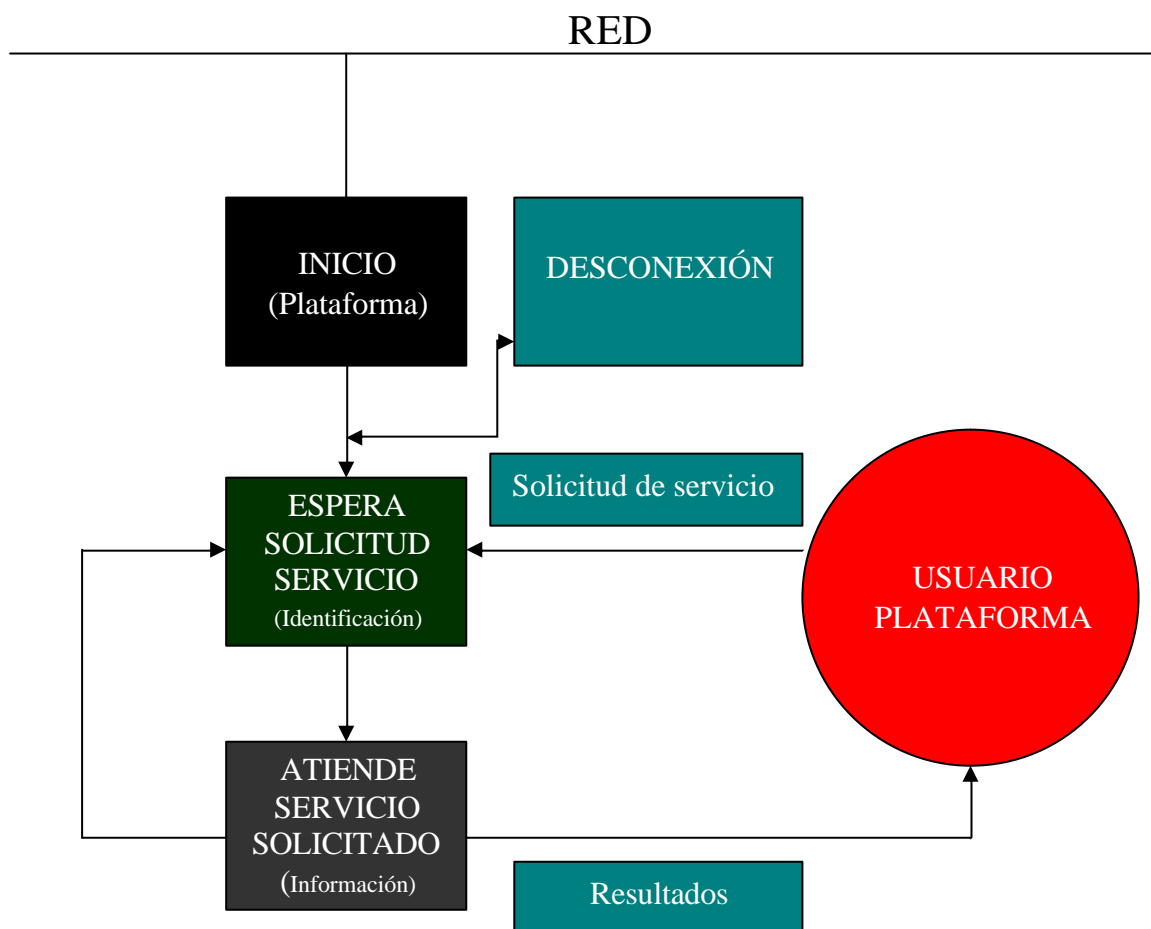 RED
INICIO
(Plataforma)
DESCONEXIÓN
Solicitud de servicio
ESPERA
SOLICITUD
SERVICIO
(Identificación)
USUARIO
PLATAFORMA
ATIENDE
SERVICIO
SOLICITADO
(Información)
Resultados